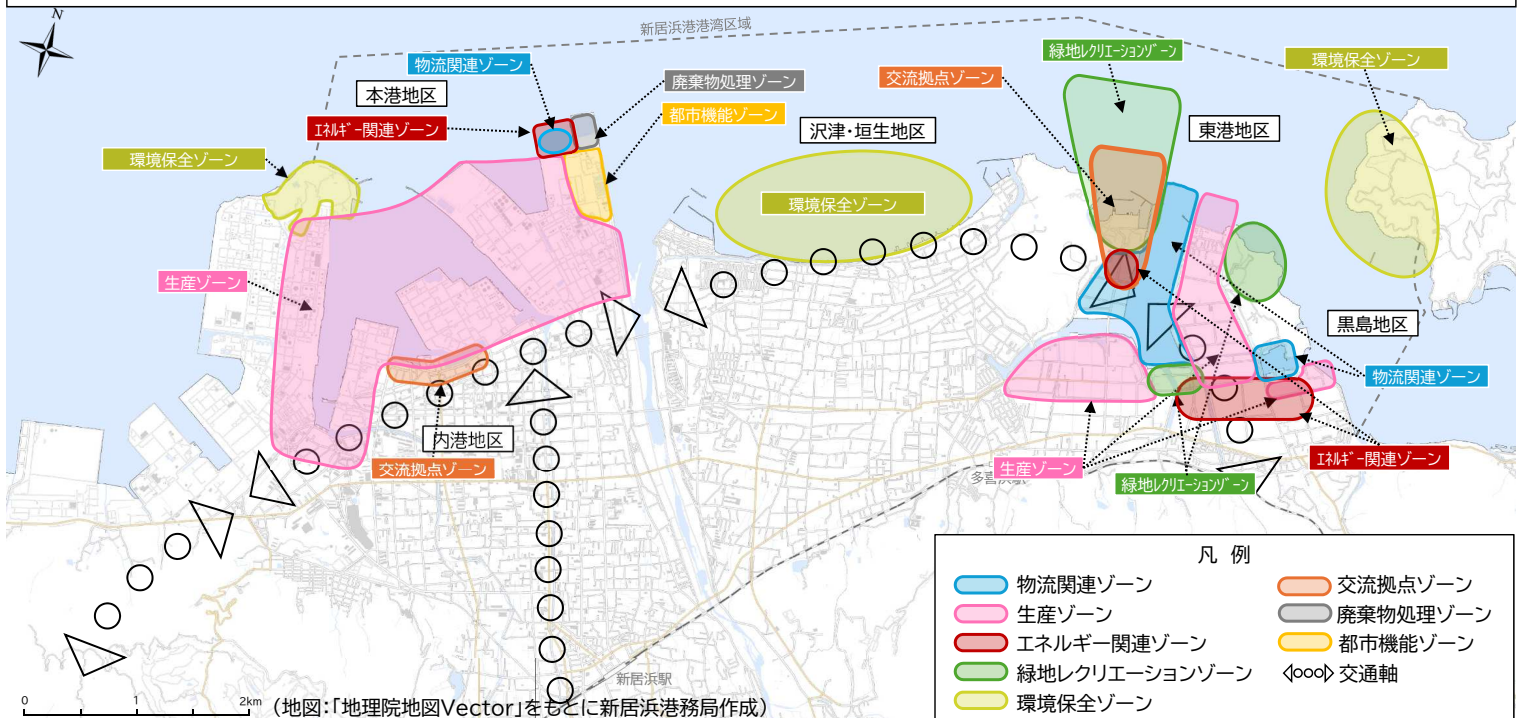 N
新居浜港港湾区域
緑地レクリエーションゾーン
環境保全ゾーン
物流関連ゾーン
交流拠点ゾーン
廃棄物処理ゾーン
本港地区
都市機能ゾーン
エネルギー関連ゾーン
沢津・垣生地区
東港地区
環境保全ゾーン
環境保全ゾーン
生産ゾーン
黒島地区
物流関連ゾーン
内港地区
交流拠点ゾーン
生産ゾーン
エネルギー関連ゾーン
多喜浜駅
緑地レクリエーションゾーン
凡 例
物流関連ゾーン
交流拠点ゾーン
生産ゾーン
廃棄物処理ゾーン
エネルギー関連ゾーン
都市機能ゾーン
緑地レクリエーションゾーン
交通軸
環境保全ゾーン
新居浜駅
0 1 2km
(地図:「地理院地図Vector」をもとに新居浜港務局作成)